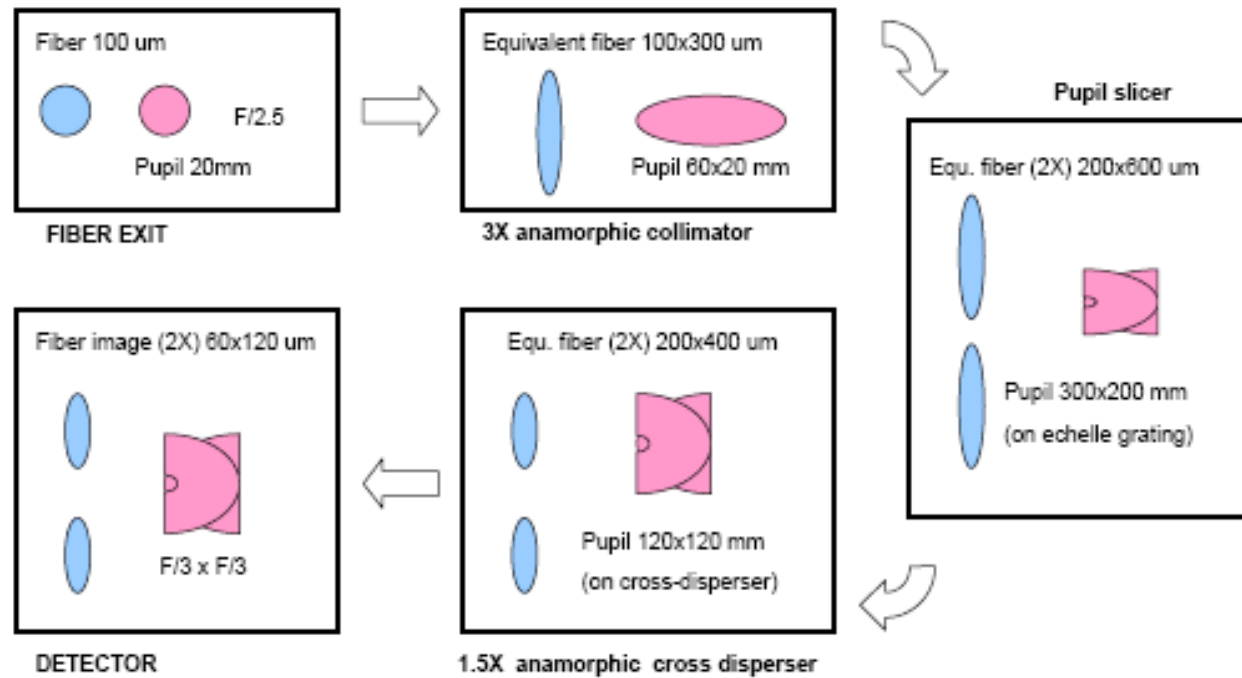 Fiber 100 um
F/2.5
Pupil 20mm
FIBER EXIT
Equivalent fiber 100x300 um
Pupil 60x20 mm
3X anamorphic collimator
Pupil slicer
Equ. fiber (2X) 200x600 um
Pupil 300x200 mm
(on echelle grating)
Equ. fiber (2X) 200x400 um
Pupil 120x120 mm
(on cross-disperser)
1.5X anamorphic cross disperser
Fiber image (2X) 60x120 um
F/3 x F/3
DETECTOR